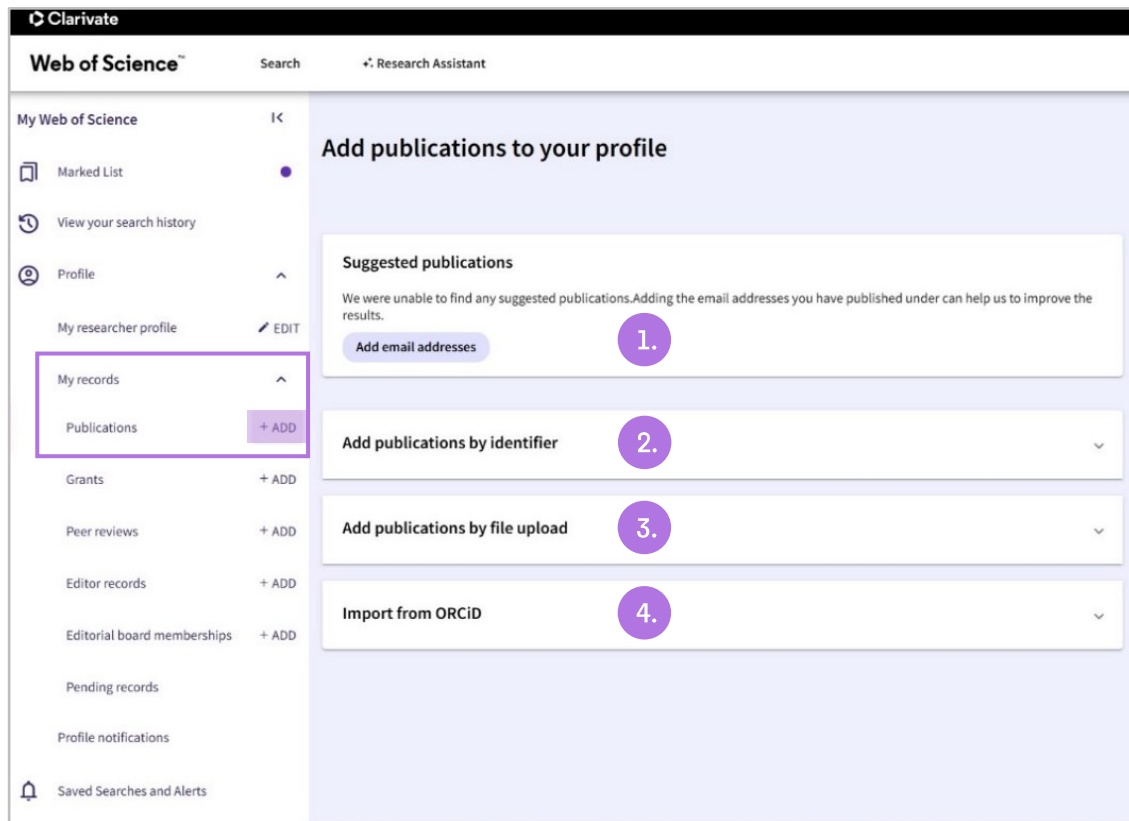 Clarivate
Web of Science™
Search
Research Assistant
My Web of Science
Marked List
View your search history
Profile
My researcher profile
EDIT
My records
Publications
+ ADD
Grants
+ ADD
Peer reviews
+ ADD
Editor records
+ ADD
Editorial board memberships
+ ADD
Pending records
Profile notifications
Saved Searches and Alerts
Add publications to your profile
Suggested publications
We were unable to find any suggested publications.Adding the email addresses you have published under can help us to improve the
results.
Add email addresses
1.
Add publications by identifier
2.
Add publications by file upload
3.
Import from ORCiD
4.